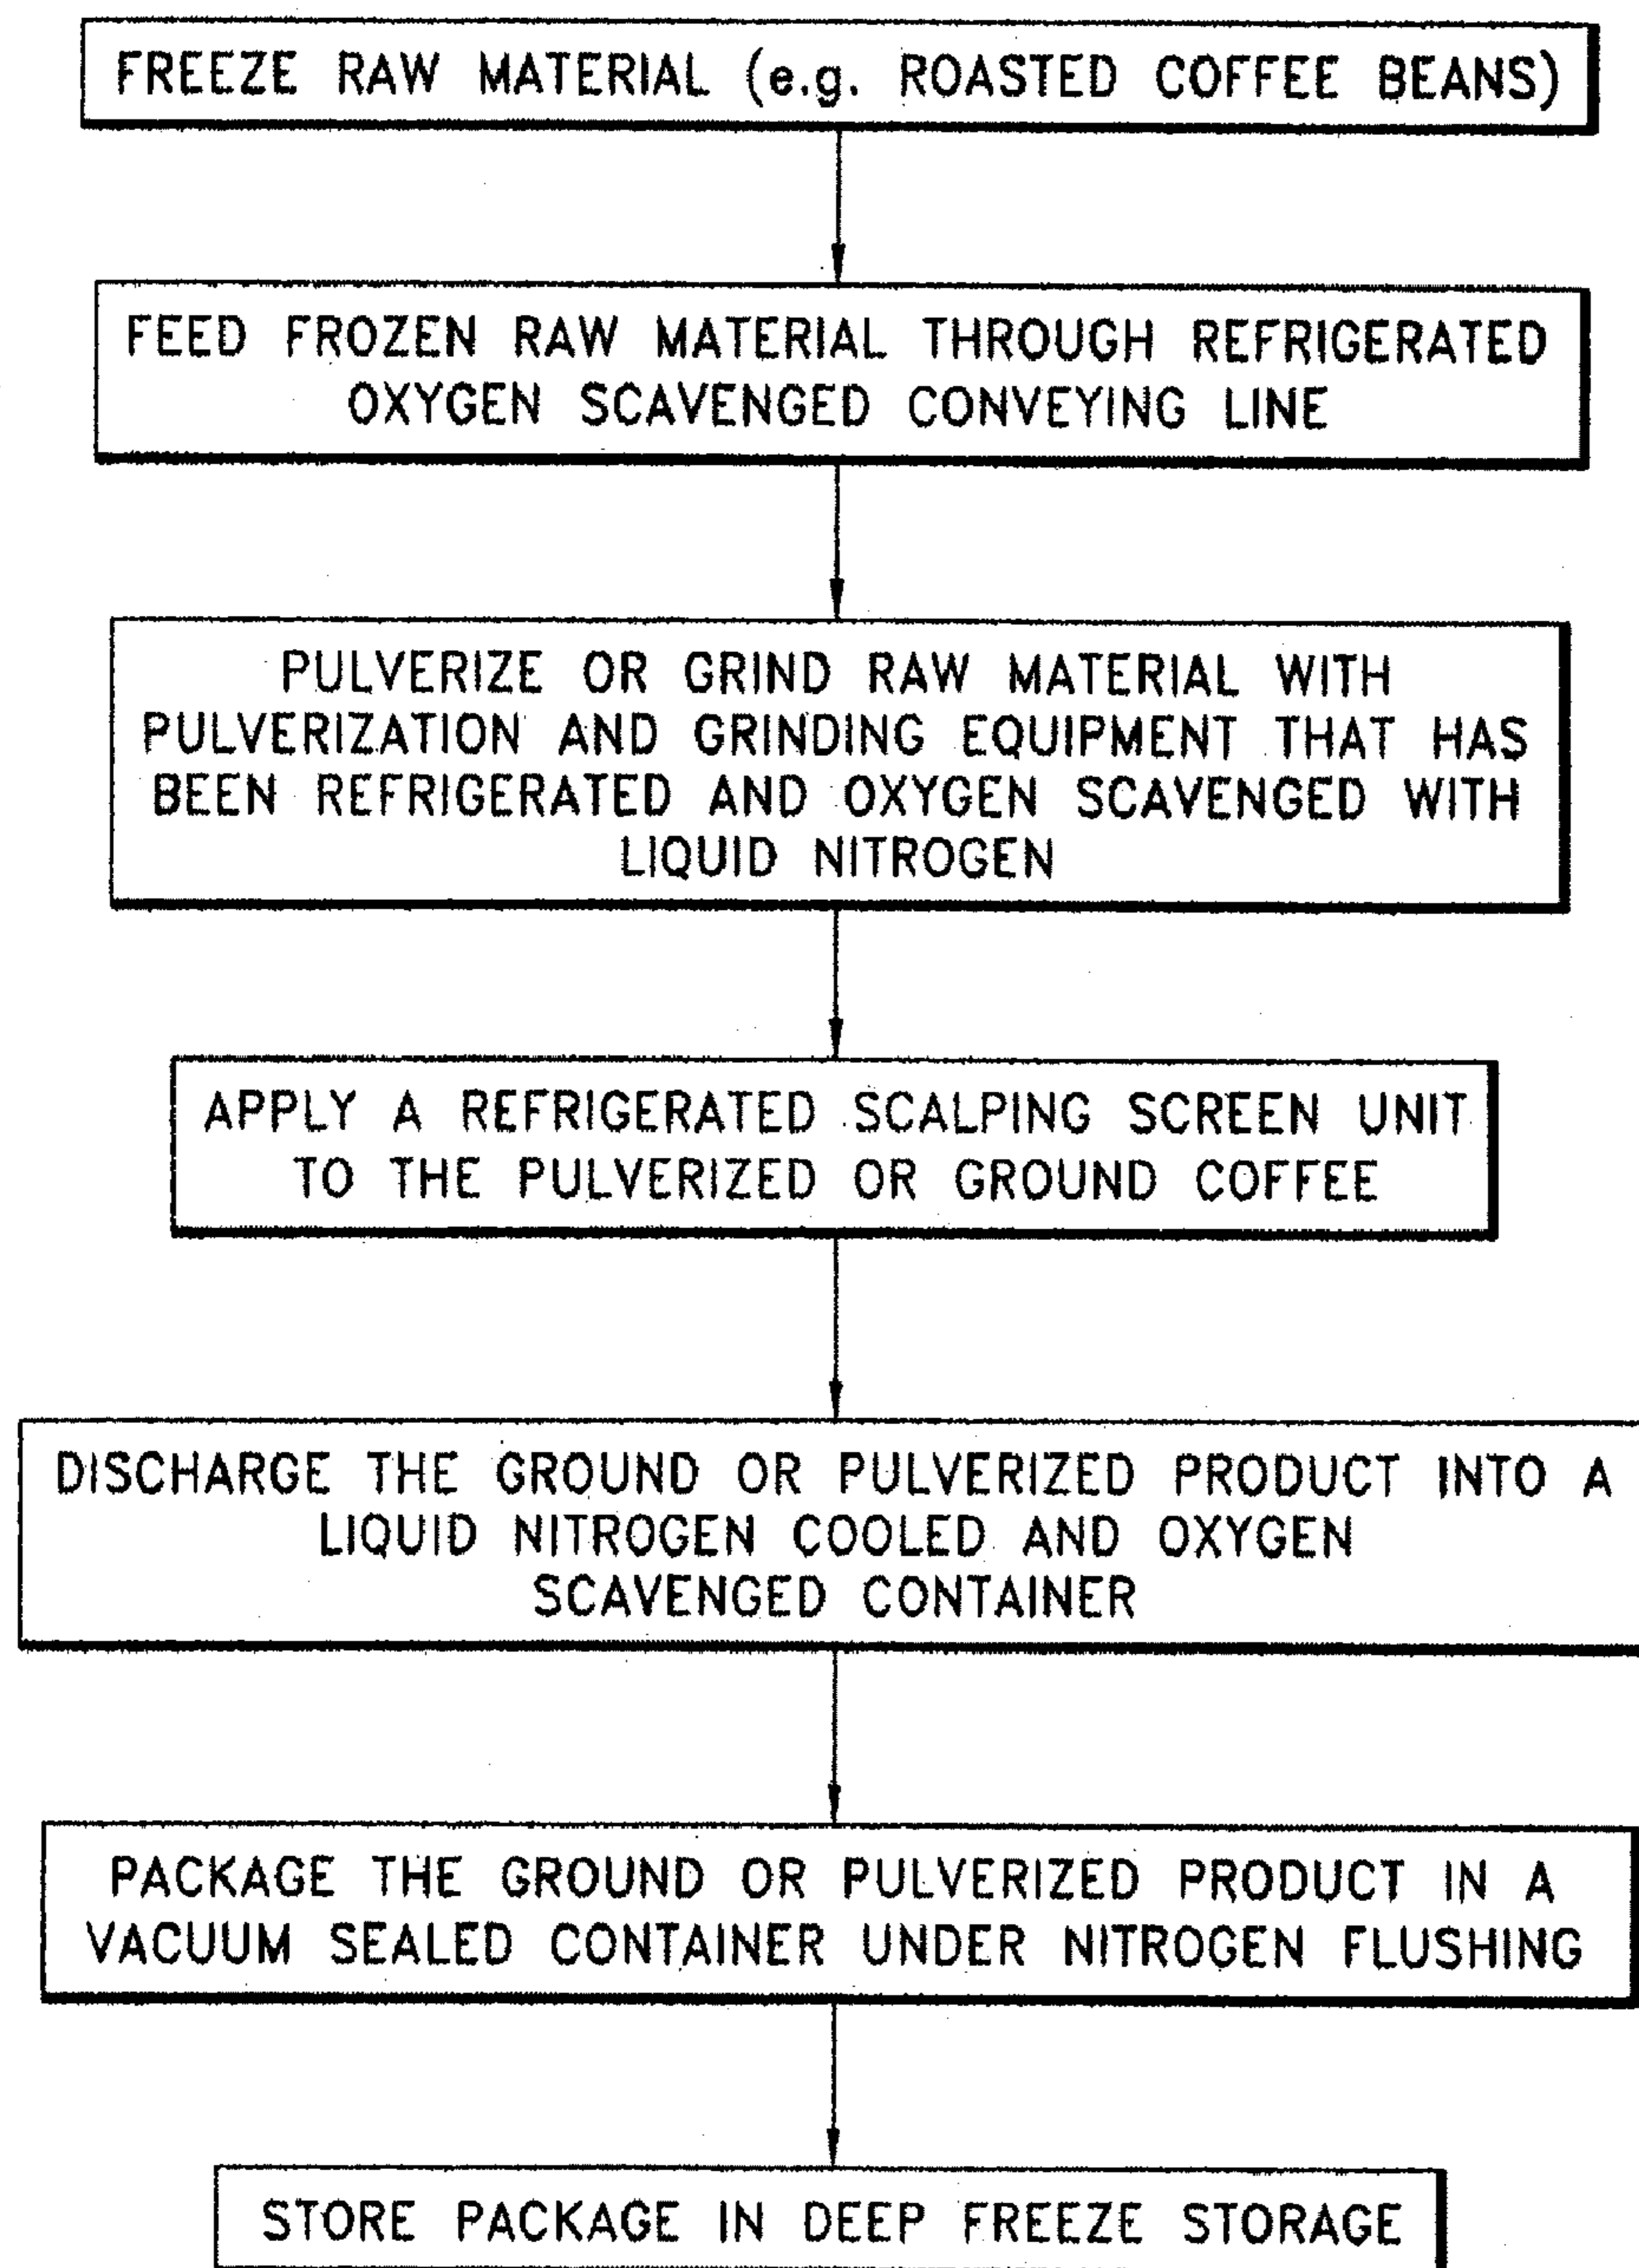 FREEZE RAW MATERIAL (e.g. ROASTED COFFEE BEANS)
FEED FROZEN RAW MATERIAL THROUGH REFRIGERATED
OXYGEN SCAVENGED CONVEYING LINE
PULVERIZE OR GRIND RAW MATERIAL WITH
PULVERIZATION AND GRINDING EQUIPMENT THAT HAS
BEEN REFRIGERATED AND OXYGEN SCAVENGED WITH
LIQUID NITROGEN
APPLY A REFRIGERATED SCALPING SCREEN UNIT
TO THE PULVERIZED OR GROUND COFFEE
DISCHARGE THE GROUND OR PULVERIZED PRODUCT INTO A
LIQUID NITROGEN COOLED AND OXYGEN
SCAVENGED CONTAINER
PACKAGE THE GROUND OR PULVERIZED PRODUCT IN A
VACUUM SEALED CONTAINER UNDER NITROGEN FLUSHING
STORE PACKAGE IN DEEP FREEZE STORAGE